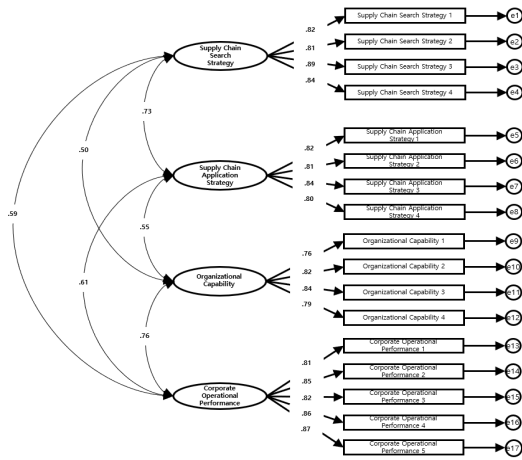 .82
Supply Chain Search Strategy 1
e1
.81
Supply Chain Search Strategy 2
e2
.89
Supply Chain Search Strategy 3
e3
.84
Supply Chain Search Strategy 4
e4
Supply Chain
Search
Strategy
.73
.50
.59
.82
Supply Chain Application
Strategy 1
e5
.81
Supply Chain Application
Strategy 2
e6
.84
Supply Chain Application
Strategy 3
e7
.80
Supply Chain Application
Strategy 4
e8
Supply Chain
Application
Strategy
.55
.61
.76
Organizational Capability 1
e9
.82
Organizational Capability 2
e10
.84
Organizational Capability 3
e11
.79
Organizational Capability 4
e12
Organizational
Capability
.76
.81
Corporate Operational
Performance 1
e13
.85
Corporate Operational
Performance 2
e14
.82
Corporate Operational
Performance 3
e15
.86
Corporate Operational
Performance 4
e16
.87
Corporate Operational
Performance 5
e17
Corporate
Operational
Performance